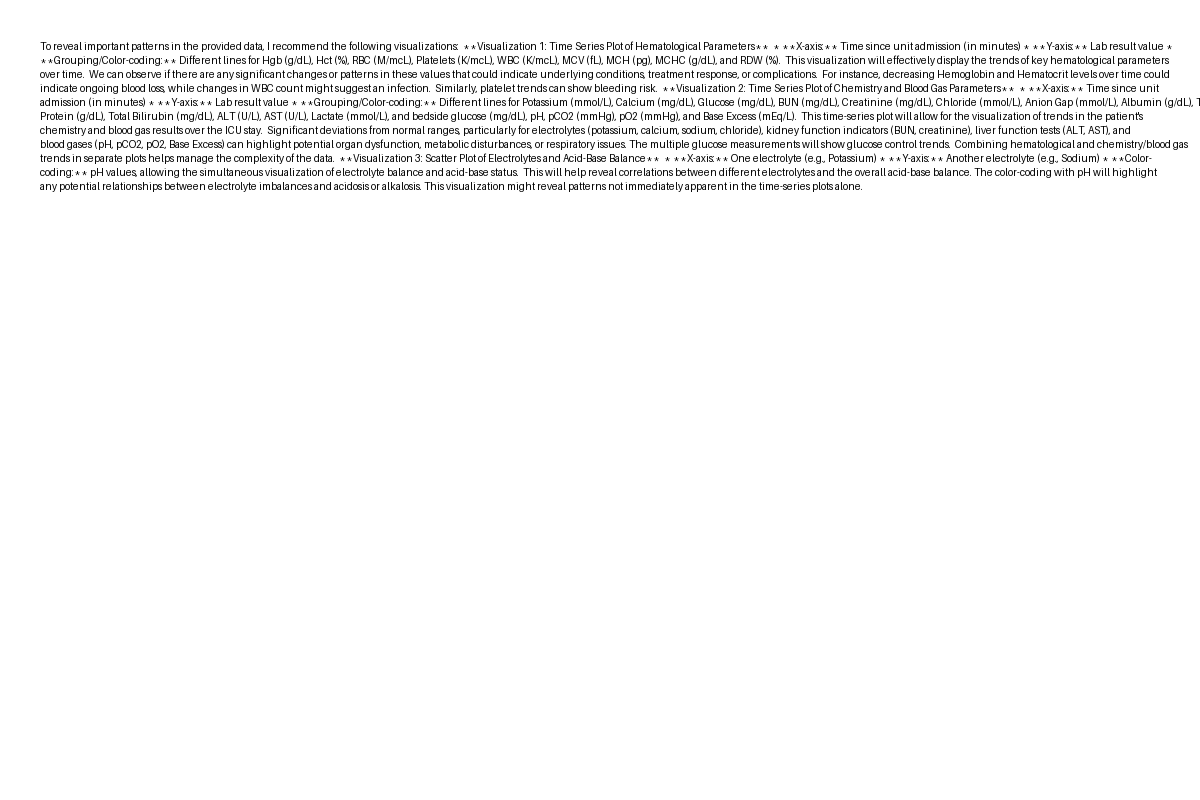 To reveal important patterns in the provided data, I recommend the following visualizations:  **Visualization 1: Time Series Plot of Hematological Parameters**  * **X-axis:** Time since unit admission (in minutes) * **Y-axis:** Lab result value *
**Grouping/Color-coding:** Different lines for Hgb (g/dL), Hct (%), RBC (M/mcL), Platelets (K/mcL), WBC (K/mcL), MCV (fL), MCH (pg), MCHC (g/dL), and RDW (%).  This visualization will effectively display the trends of key hematological parameters
over time.  We can observe if there are any significant changes or patterns in these values that could indicate underlying conditions, treatment response, or complications.  For instance, decreasing Hemoglobin and Hematocrit levels over time could
indicate ongoing blood loss, while changes in WBC count might suggest an infection.  Similarly, platelet trends can show bleeding risk.  **Visualization 2: Time Series Plot of Chemistry and Blood Gas Parameters**  * **X-axis:** Time since unit
admission (in minutes) * **Y-axis:** Lab result value * **Grouping/Color-coding:** Different lines for Potassium (mmol/L), Calcium (mg/dL), Glucose (mg/dL), BUN (mg/dL), Creatinine (mg/dL), Chloride (mmol/L), Anion Gap (mmol/L), Albumin (g/dL),
Protein (g/dL), Total Bilirubin (mg/dL), ALT (U/L), AST (U/L), Lactate (mmol/L), and bedside glucose (mg/dL), pH, pCO2 (mmHg), pO2 (mmHg), and Base Excess (mEq/L).  This time-series plot will allow for the visualization of trends in the patient's
chemistry and blood gas results over the ICU stay.  Significant deviations from normal ranges, particularly for electrolytes (potassium, calcium, sodium, chloride), kidney function indicators (BUN, creatinine), liver function tests (ALT, AST), and
blood gases (pH, pCO2, pO2, Base Excess) can highlight potential organ dysfunction, metabolic disturbances, or respiratory issues. The multiple glucose measurements will show glucose control trends.  Combining hematological and chemistry/blood gas
trends in separate plots helps manage the complexity of the data.  **Visualization 3: Scatter Plot of Electrolytes and Acid-Base Balance**  * **X-axis:** One electrolyte (e.g., Potassium) * **Y-axis:** Another electrolyte (e.g., Sodium) * **Color-
coding:** pH values, allowing the simultaneous visualization of electrolyte balance and acid-base status.  This will help reveal correlations between different electrolytes and the overall acid-base balance. The color-coding with pH will highlight
any potential relationships between electrolyte imbalances and acidosis or alkalosis. This visualization might reveal patterns not immediately apparent in the time-series plots alone.